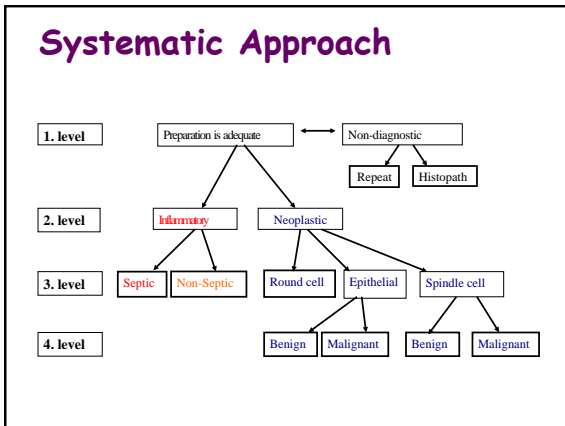 Systematic Approach
1. level
Preparation is adequate
Non-diagnostic
Repeat
Histopath
2. level
Inflammatory
Neoplastic
3. level
Septic
Non-Septic
Round cell
Epithelial
Spindle cell
4. level
Benign
Malignant
Benign
Malignant